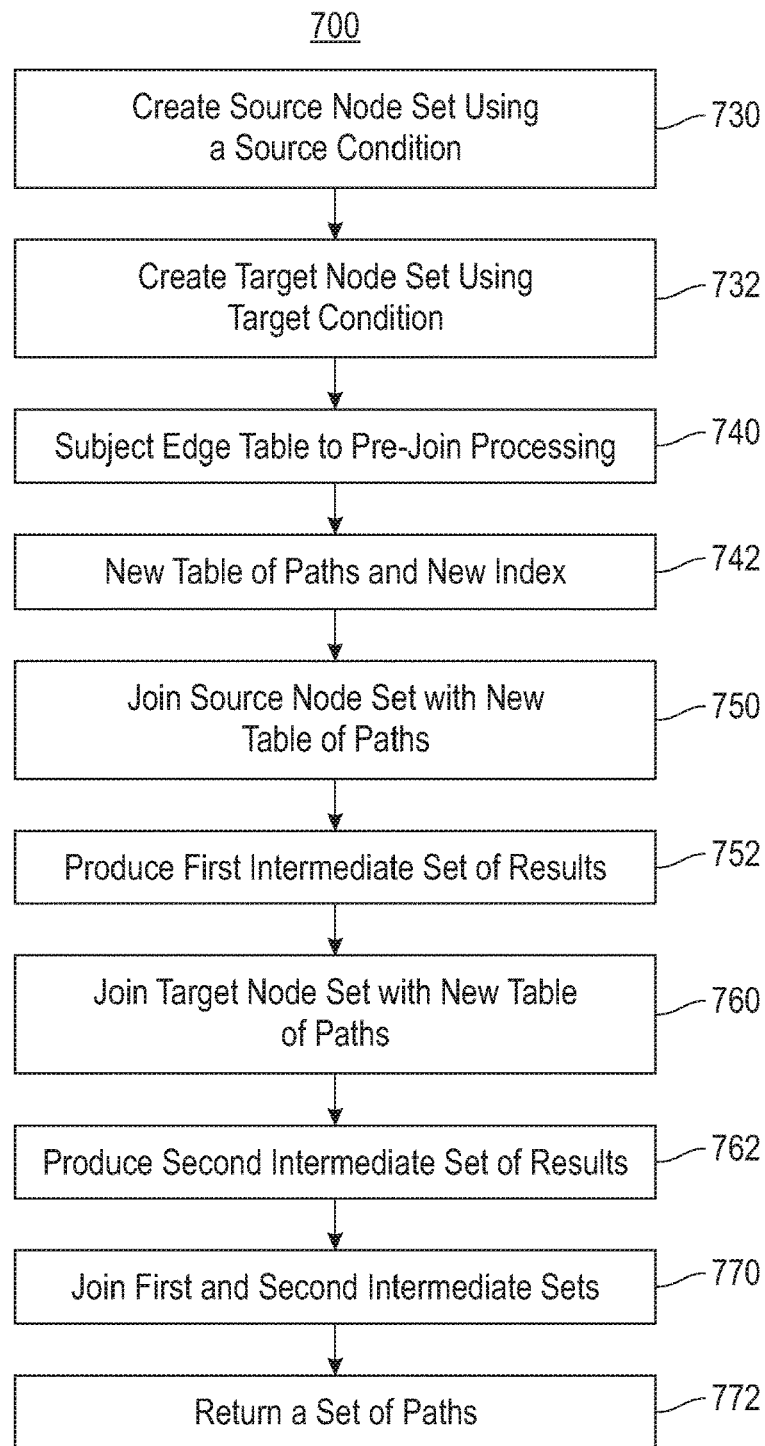 700
Create Source Node Set Using
a Source Condition
730
Create Target Node Set Using
Target Condition
732
Subject Edge Table to Pre-Join Processing
740
New Table of Paths and New Index
742
Join Source Node Set with New
Table of Paths
750
Produce First Intermediate Set of Results
752
Join Target Node Set with New Table
of Paths
760
Produce Second Intermediate Set of Results
762
Join First and Second Intermediate Sets
770
Return a Set of Paths
772